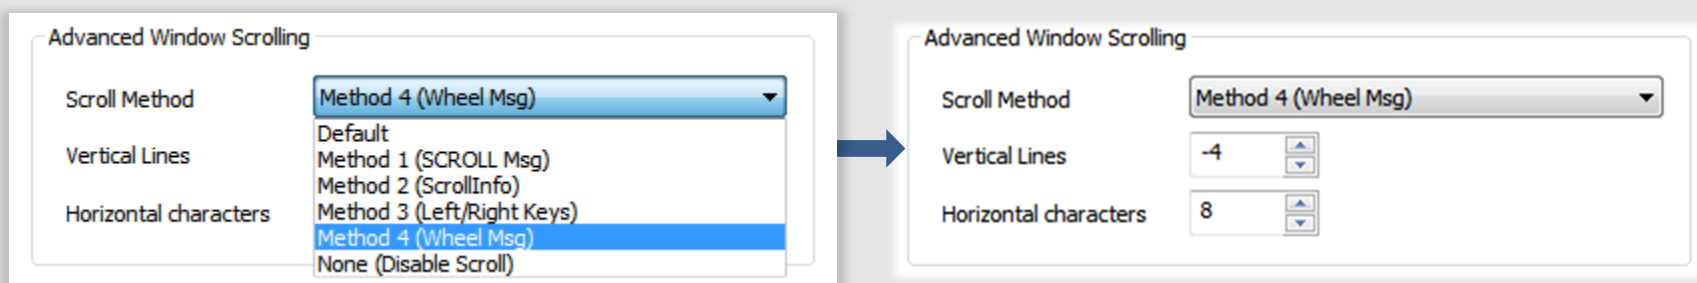 Advanced Window Scrolling
Scroll Method
Method 4 (Wheel Msg)
Default
Method 1 (SCROLL Msg)
Method 2 (ScrollInfo)
Method 3 (Left/Right Keys)
Method 4 (Wheel Msg)
None (Disable Scroll)
Vertical Lines
Horizontal characters
Advanced Window Scrolling
Scroll Method
Method 4 (Wheel Msg)
Vertical Lines
-4
Horizontal characters
8